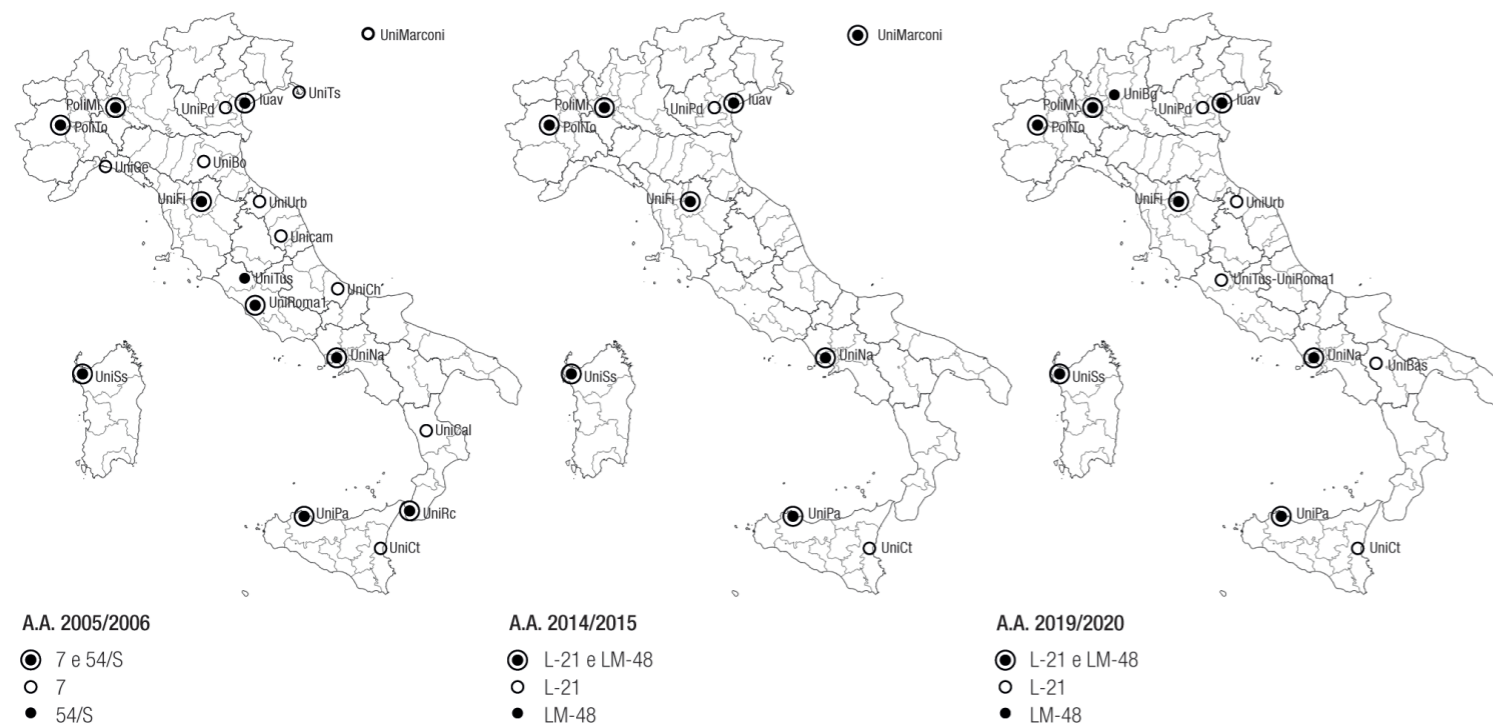 UniMarconi
UniTs
PoliMI
UniPd
Iuav
PoliTo
UniGe
UniBo
UniFi
UniUrb
Unicam
UniTus
UniCh
UniRoma1
UniNa
UniSs
UniCal
UniPa
UniRc
UniCt
A.A. 2005/2006
7 e 54/S
7
54/S
UniMarconi
PoliMI
UniPd
Iuav
PoliTo
UniFi
UniNa
UniSs
UniPa
UniCt
A.A. 2014/2015
L-21 e LM-48
L-21
LM-48
UniBg
PoliMI
UniPd
Iuav
PoliTo
UniFi
UniUrb
UniTus-UniRoma1
UniNa
UniBas
UniSs
UniPa
UniCt
A.A. 2019/2020
L-21 e LM-48
L-21
LM-48